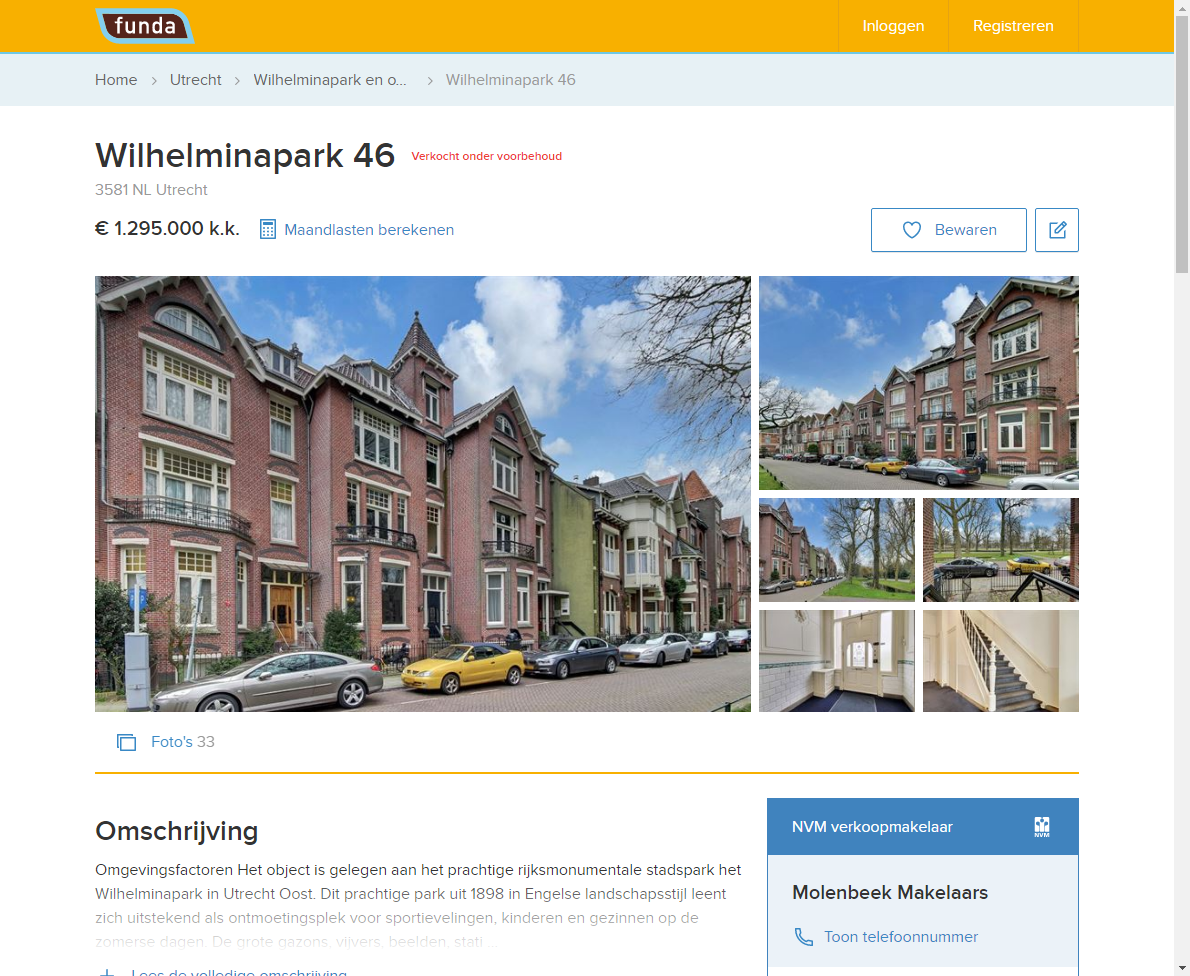 funda
Inloggen
Registreren
Home
Utrecht
Wilhelminapark en o...
Wilhelminapark 46
Wilhelminapark 46
Verkocht onder voorbehoud
3581 NL Utrecht
€ 1.295.000 k.k.
Maandlasten berekenen
Bewaren
Foto's 33
Omschrijving
Omgevingsfactoren Het object is gelegen aan het prachtige rijksmonumentale stadspark het
Wilhelminapark in Utrecht Oost. Dit prachtige park uit 1898 in Engelse landschapsstijl leent
zich uitstekend als ontmoetingsplek voor sportievelingen, kinderen en gezinnen op de
zomerse dagen. De grote gazons, vijvers, beelden, stati ...
Lees de volledige omschrijving
NVM verkoopmakelaar
NVM
Molenbeek Makelaars
Toon telefoonnummer